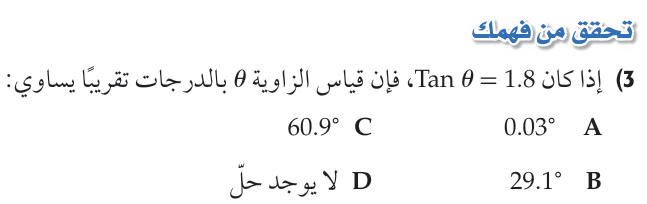 تحقق من فهمك
3) إذا كان Tan θ = 1.8، فإن قياس الزاوية θ بالدرجات تقريبًا يساوي:
A 0.03° C 60.9°
B 29.1° D لا يوجد حلّ